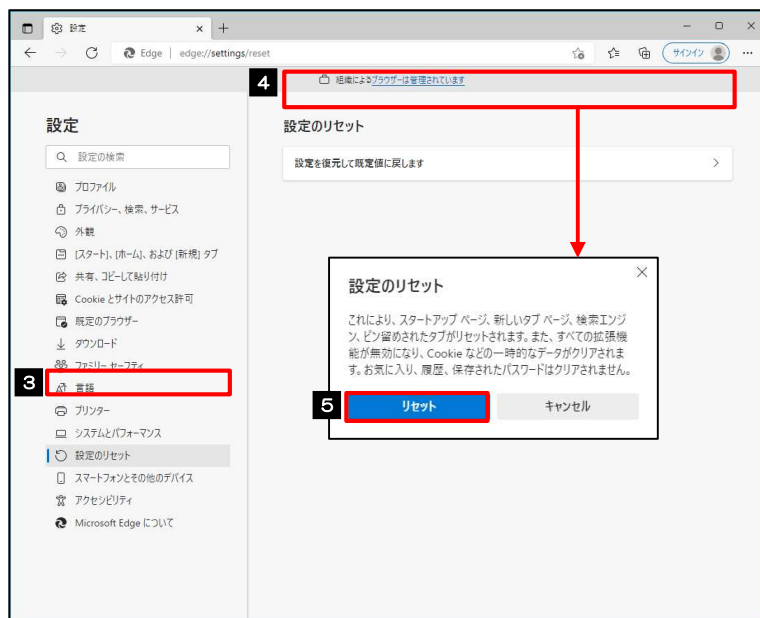 設定
Edge | edge://settings/reset
サインイン
4
組織によるブラウザーは管理されています
設定
設定の検索
プロファイル
プライバシー、検索、サービス
外観
[スタート]、[ホーム]、および [新規] タブ
共有、コピーして貼り付け
Cookie とサイトのアクセス許可
既定のブラウザー
ダウンロード
ファミリー セーフティ
3
言語
プリンター
システムとパフォーマンス
設定のリセット
スマートフォンとその他のデバイス
アクセシビリティ
Microsoft Edge について
設定のリセット
設定を復元して既定値に戻します
設定のリセット
これにより、スタートアップ ページ、新しいタブ ページ、検索エンジ
ン、ピン留めされたタブがリセットされます。また、すべての拡張機
能が無効になり、Cookie などの一時的なデータがクリアされま
す。お気に入り、履歴、保存されたパスワードはクリアされません。
5
リセット
キャンセル